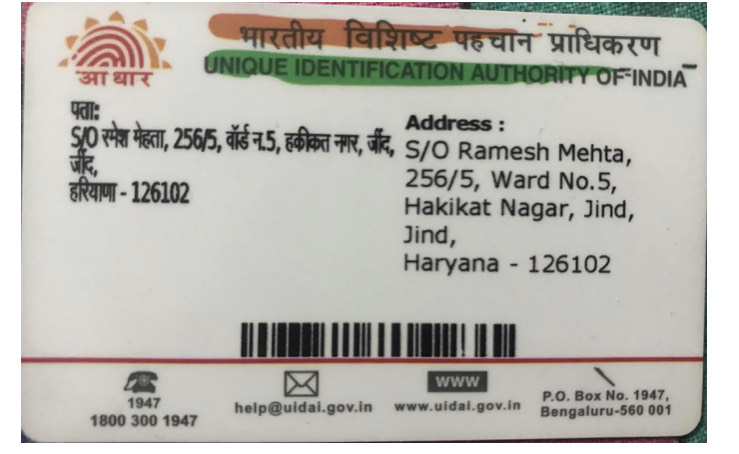 भारतीय विशिष्ट पहचान प्राधिकरण
UNIQUE IDENTIFICATION AUTHORITY OF INDIA
आधार
पता:
S/O रमेश मेहता, 256/5, वॉर्ड न.5, हकीकत नगर, जींद,
जींद,
हरियाणा - 126102
Address :
S/O Ramesh Mehta,
256/5, Ward No.5,
Hakikat Nagar, Jind,
Jind,
Haryana - 126102
1947
1800 300 1947
help@uidai.gov.in
WWW
www.uidai.gov.in
P.O. Box No. 1947,
Bengaluru-560 001